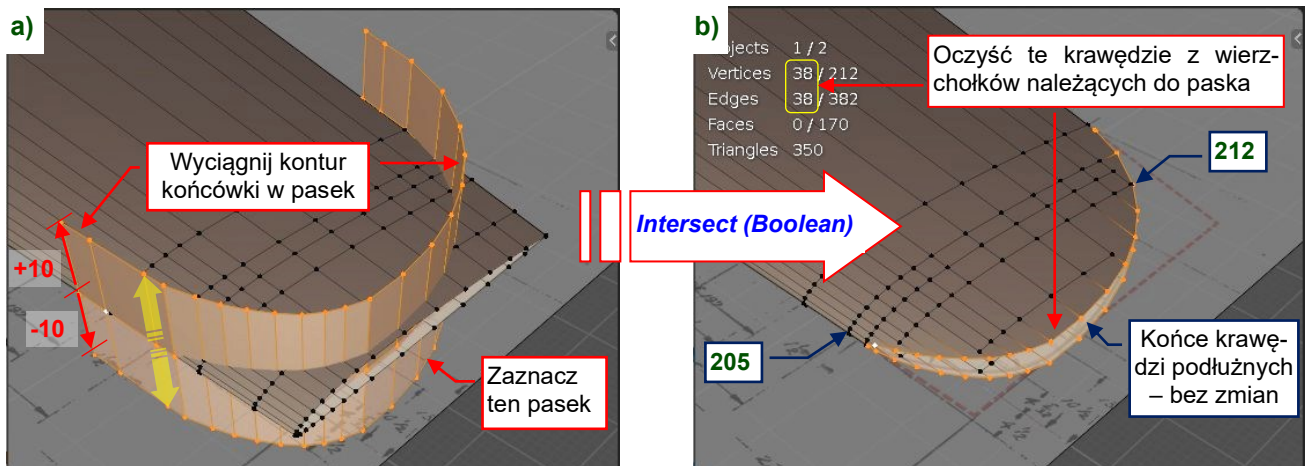 a)
Wyciągnij kontur
końcówki w pasek
+10
-10
Zaznacz
ten pasek
Intersect (Boolean)
b)
bjects 1 / 2
Vertices 38 / 212
Edges 38 / 382
Faces 0 / 170
Triangles 350
Oczyść te krawędzie z wierz-
chołków należących do paska
212
205
Końce krawę-
dzi podłużnych
– bez zmian